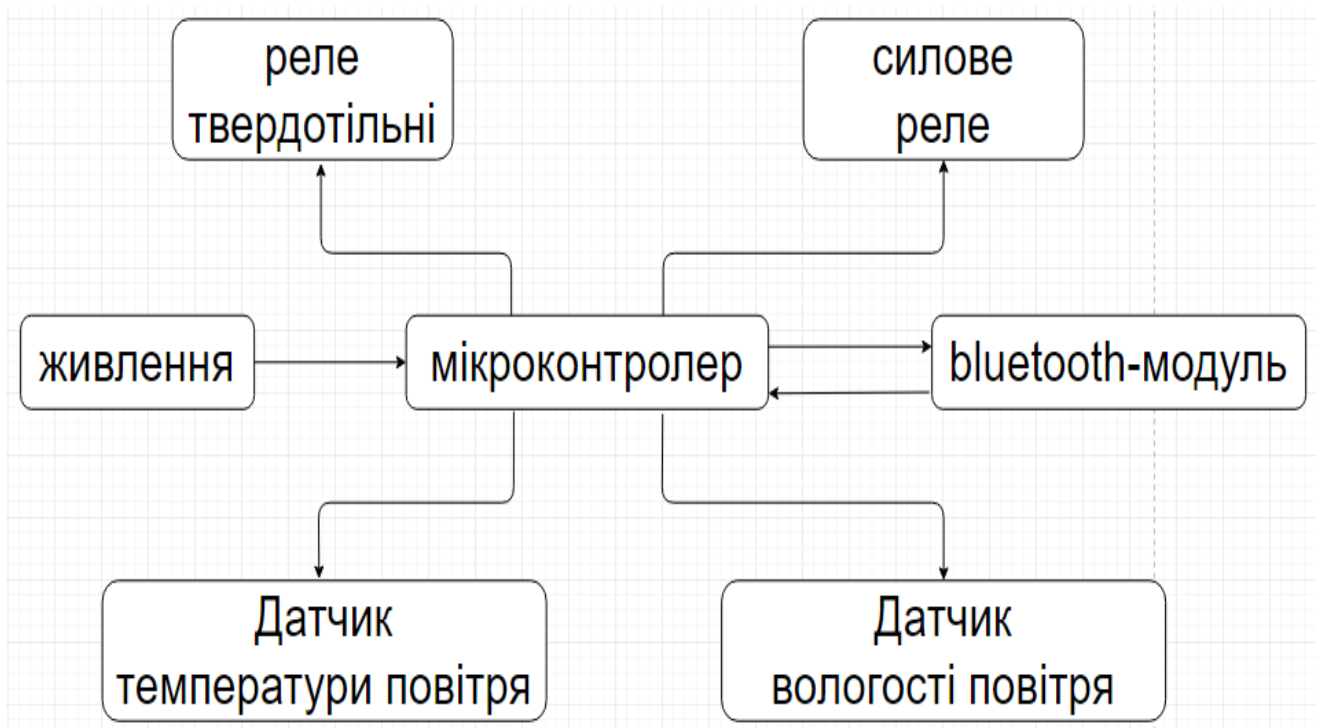 реле
твердотільні
силове
реле
живлення
мікроконтролер
bluetooth-модуль
Датчик
температури повітря
Датчик
вологості повітря